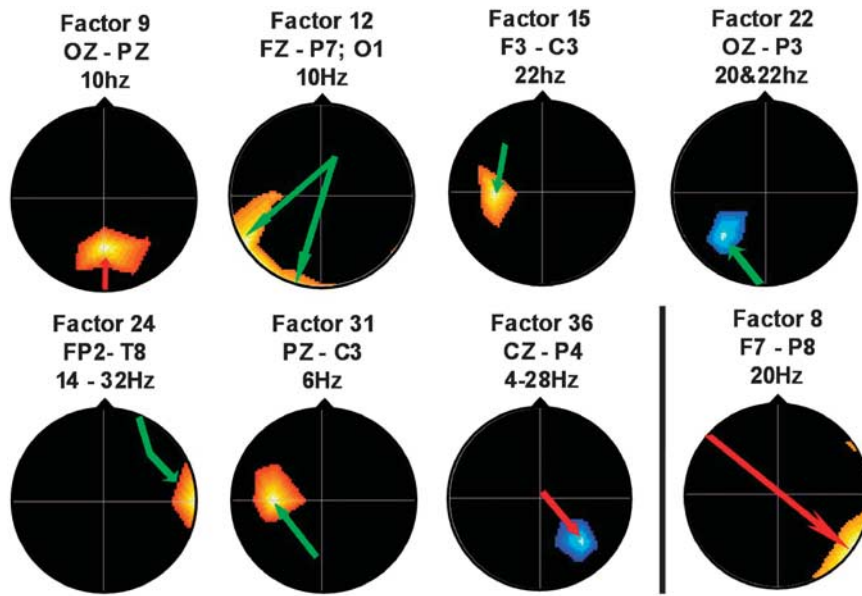 Factor 9
OZ - PZ
10hz
Factor 12
FZ - P7; O1
10Hz
Factor 15
F3 - C3
22hz
Factor 22
OZ - P3
20&22hz
Factor 24
FP2- T8
14 - 32Hz
Factor 31
PZ - C3
6Hz
Factor 36
CZ - P4
4-28Hz
Factor 8
F7 - P8
20Hz